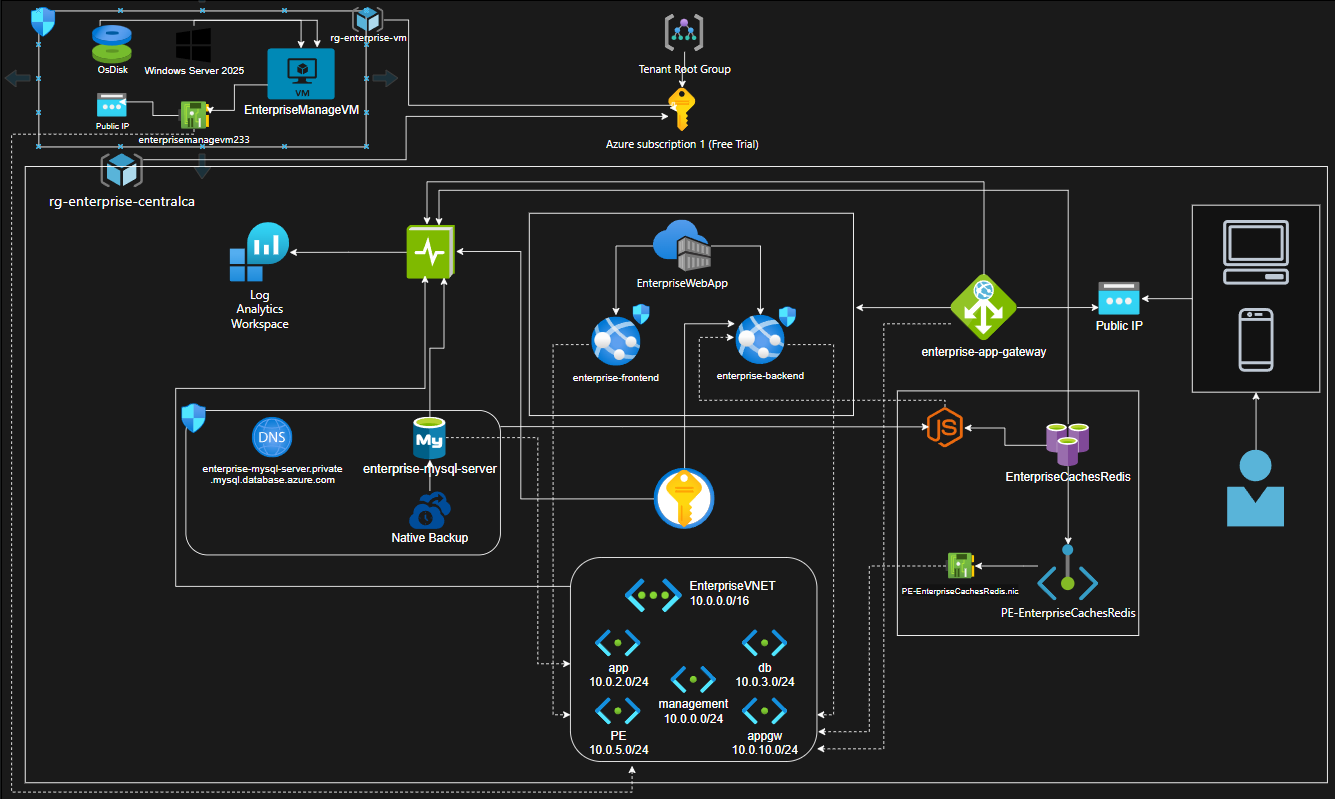 rg-enterprise-vm
OsDisk
Windows Server 2025
VM
EnterpriseManageVM
Public IP
enterprisemanagevm233
Tenant Root Group
Azure subscription 1 (Free Trial)
rg-enterprise-centralca
Log
Analytics
Workspace
EnterpriseWebApp
enterprise-frontend
enterprise-backend
enterprise-app-gateway
Public IP
DNS
enterprise-mysql-server.private
.mysql.database.azure.com
My
enterprise-mysql-server
Native Backup
JS
EnterpriseCachesRedis
PE-EnterpriseCachesRedis.nic
PE-EnterpriseCachesRedis
EnterpriseVNET
10.0.0.0/16
app
10.0.2.0/24
db
10.0.3.0/24
management
10.0.0.0/24
PE
10.0.5.0/24
appgw
10.0.10.0/24